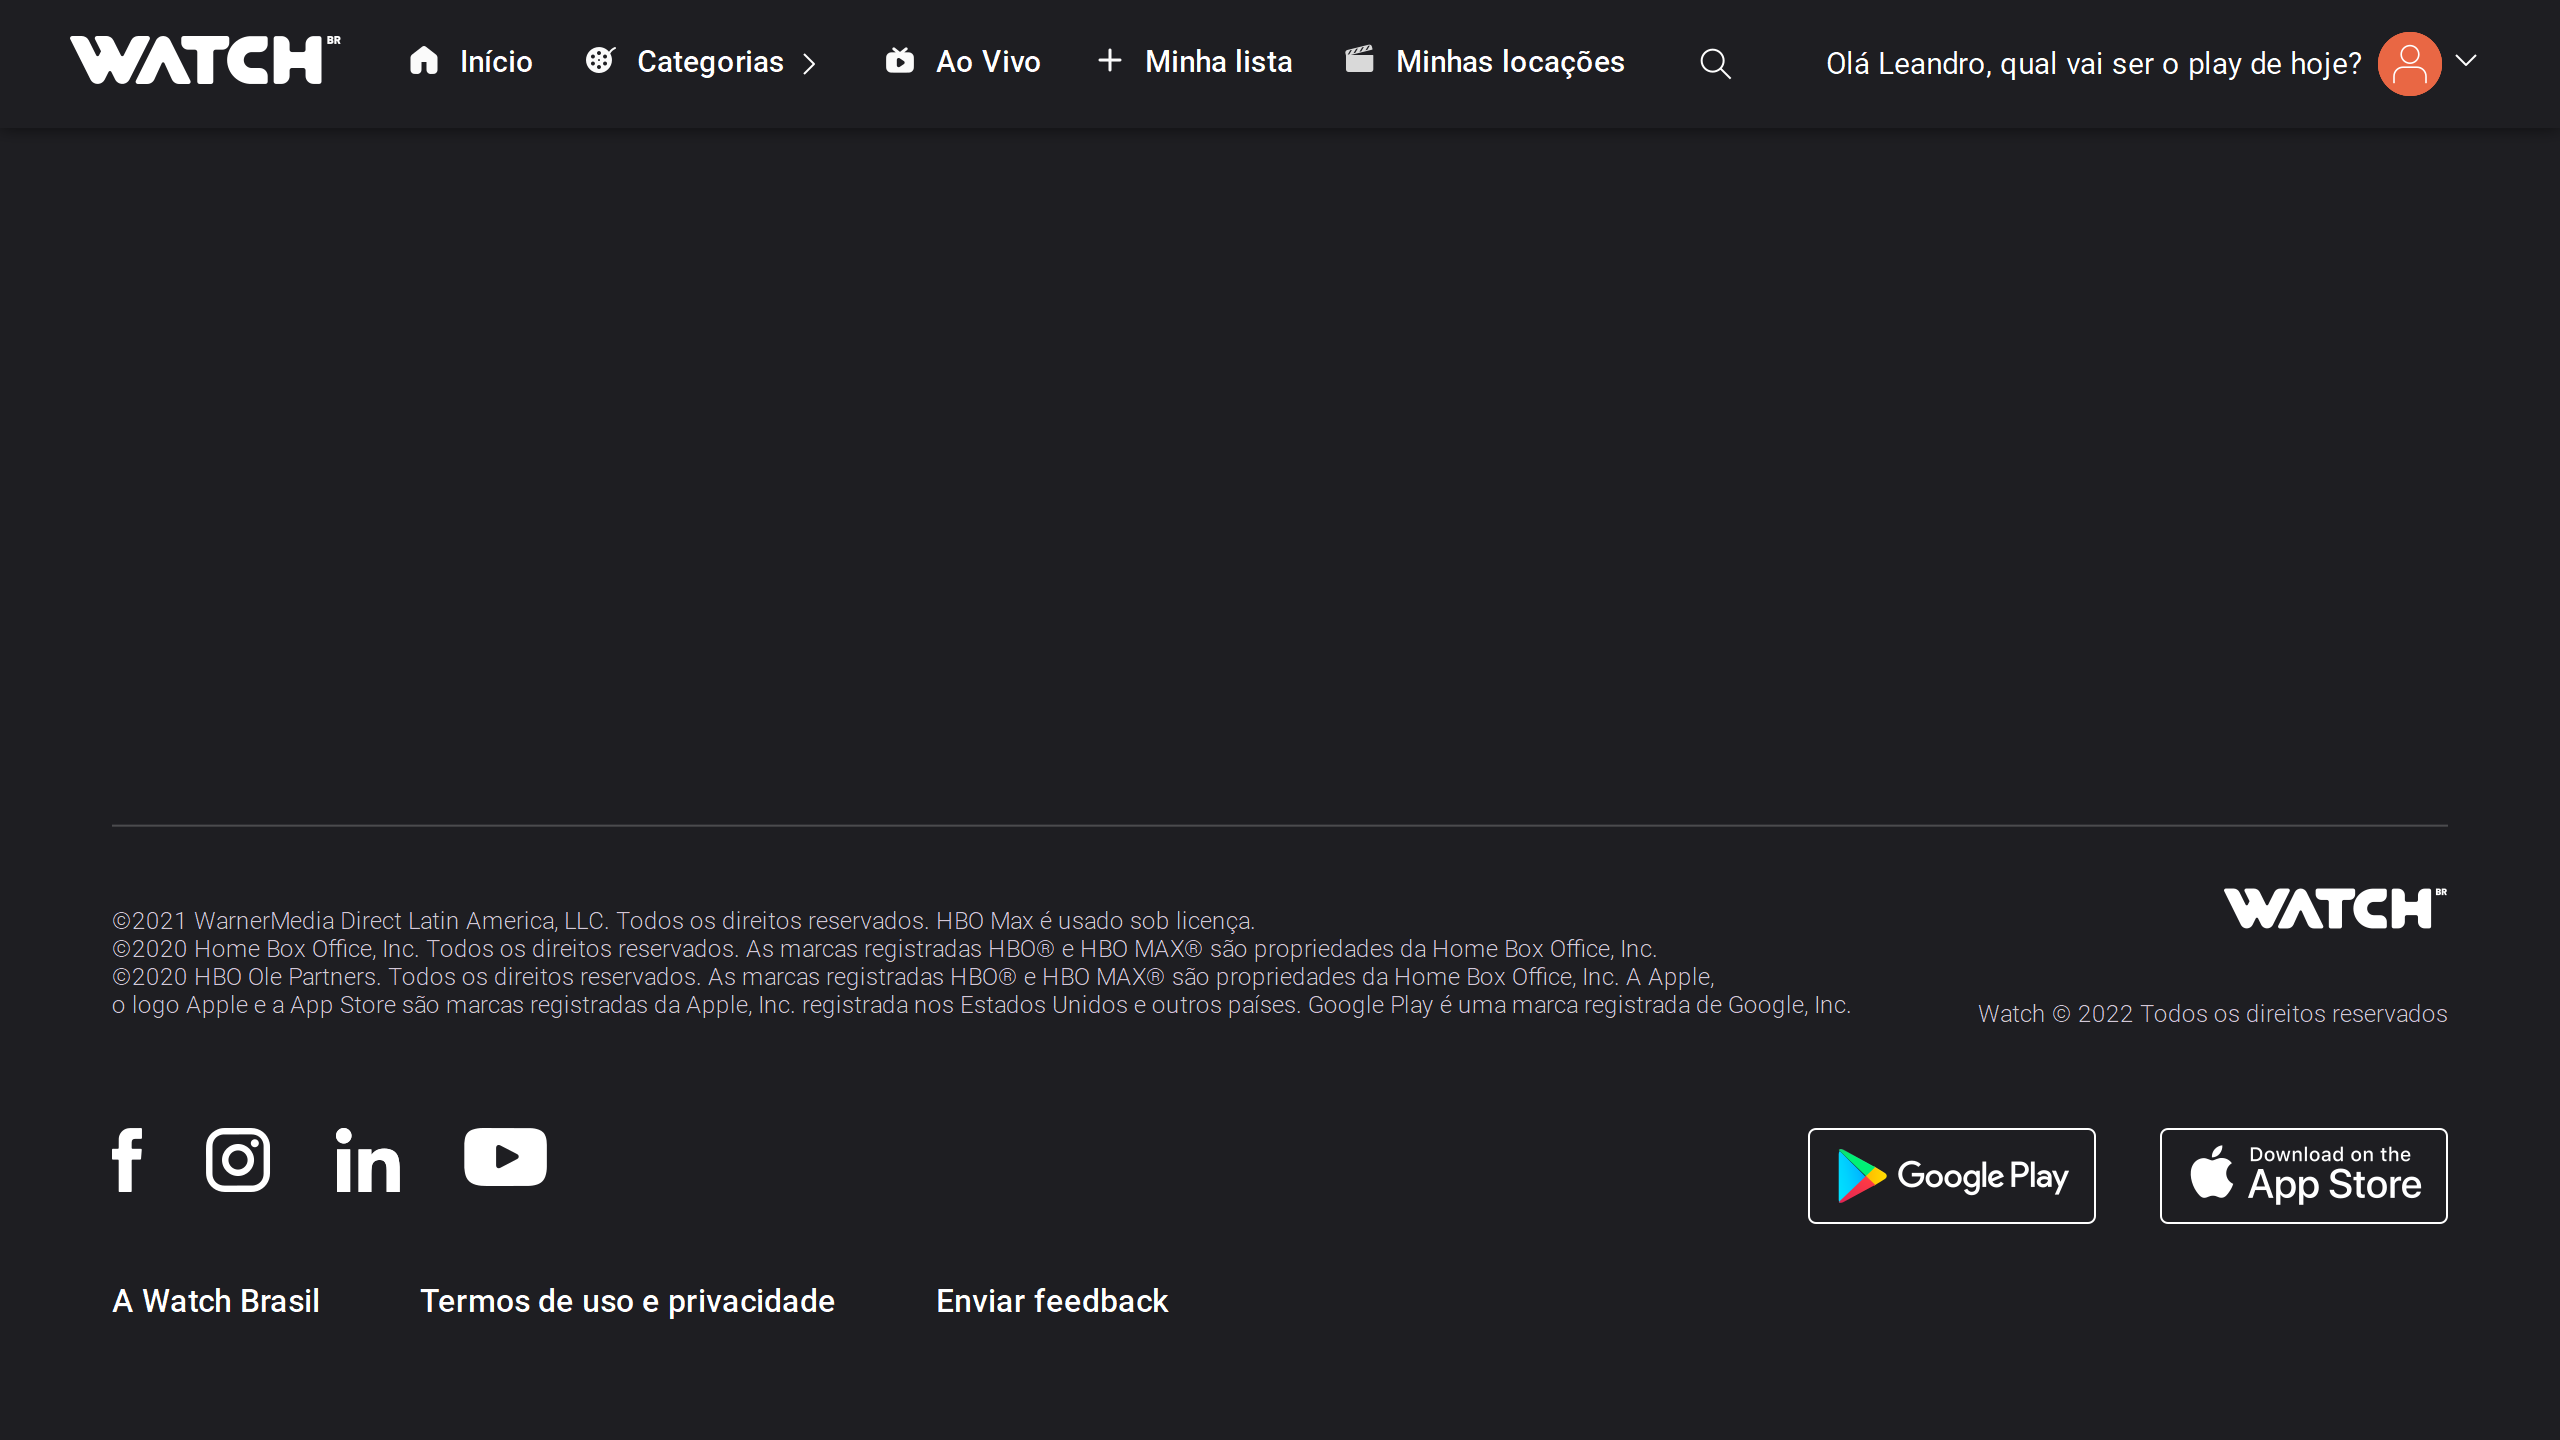 WATCH BR
Início
Categorias
Ao Vivo
Minha lista
Minhas locações
Olá Leandro, qual vai ser o play de hoje?
©2021 WarnerMedia Direct Latin America, LLC. Todos os direitos reservados. HBO Max é usado sob licença.
©2020 Home Box Office, Inc. Todos os direitos reservados. As marcas registradas HBO® e HBO MAX® são propriedades da Home Box Office, Inc.
©2020 HBO Ole Partners. Todos os direitos reservados. As marcas registradas HBO® e HBO MAX® são propriedades da Home Box Office, Inc. A Apple,
o logo Apple e a App Store são marcas registradas da Apple, Inc. registrada nos Estados Unidos e outros países. Google Play é uma marca registrada de Google, Inc.
WATCH BR
Watch © 2022 Todos os direitos reservados
Google Play
Download on the
App Store
A Watch Brasil
Termos de uso e privacidade
Enviar feedback